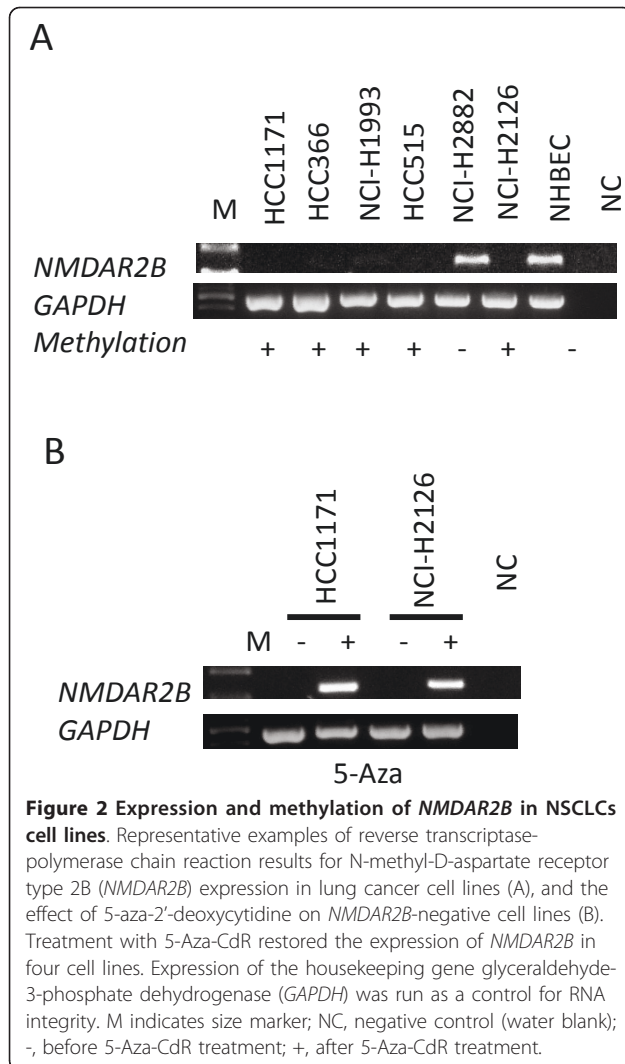 A
M HCC1171 HCC366 NCI-H1993 HCC515 NCI-H2882 NCI-H2126 NHBEC NC
NMDAR2B
GAPDH
Methylation + + + + - + -
B
HCC1171 NCI-H2126 NC
M - + - +
NMDAR2B
GAPDH
5-Aza
Figure 2 Expression and methylation of NMDAR2B in NSCLCs
cell lines. Representative examples of reverse transcriptase-
polymerase chain reaction results for N-methyl-D-aspartate receptor
type 2B (NMDAR2B) expression in lung cancer cell lines (A), and the
effect of 5-aza-2′-deoxycytidine on NMDAR2B-negative cell lines (B).
Treatment with 5-Aza-CdR restored the expression of NMDAR2B in
four cell lines. Expression of the housekeeping gene glyceraldehyde-
3-phosphate dehydrogenase (GAPDH) was run as a control for RNA
integrity. M indicates size marker; NC, negative control (water blank);
-, before 5-Aza-CdR treatment; +, after 5-Aza-CdR treatment.